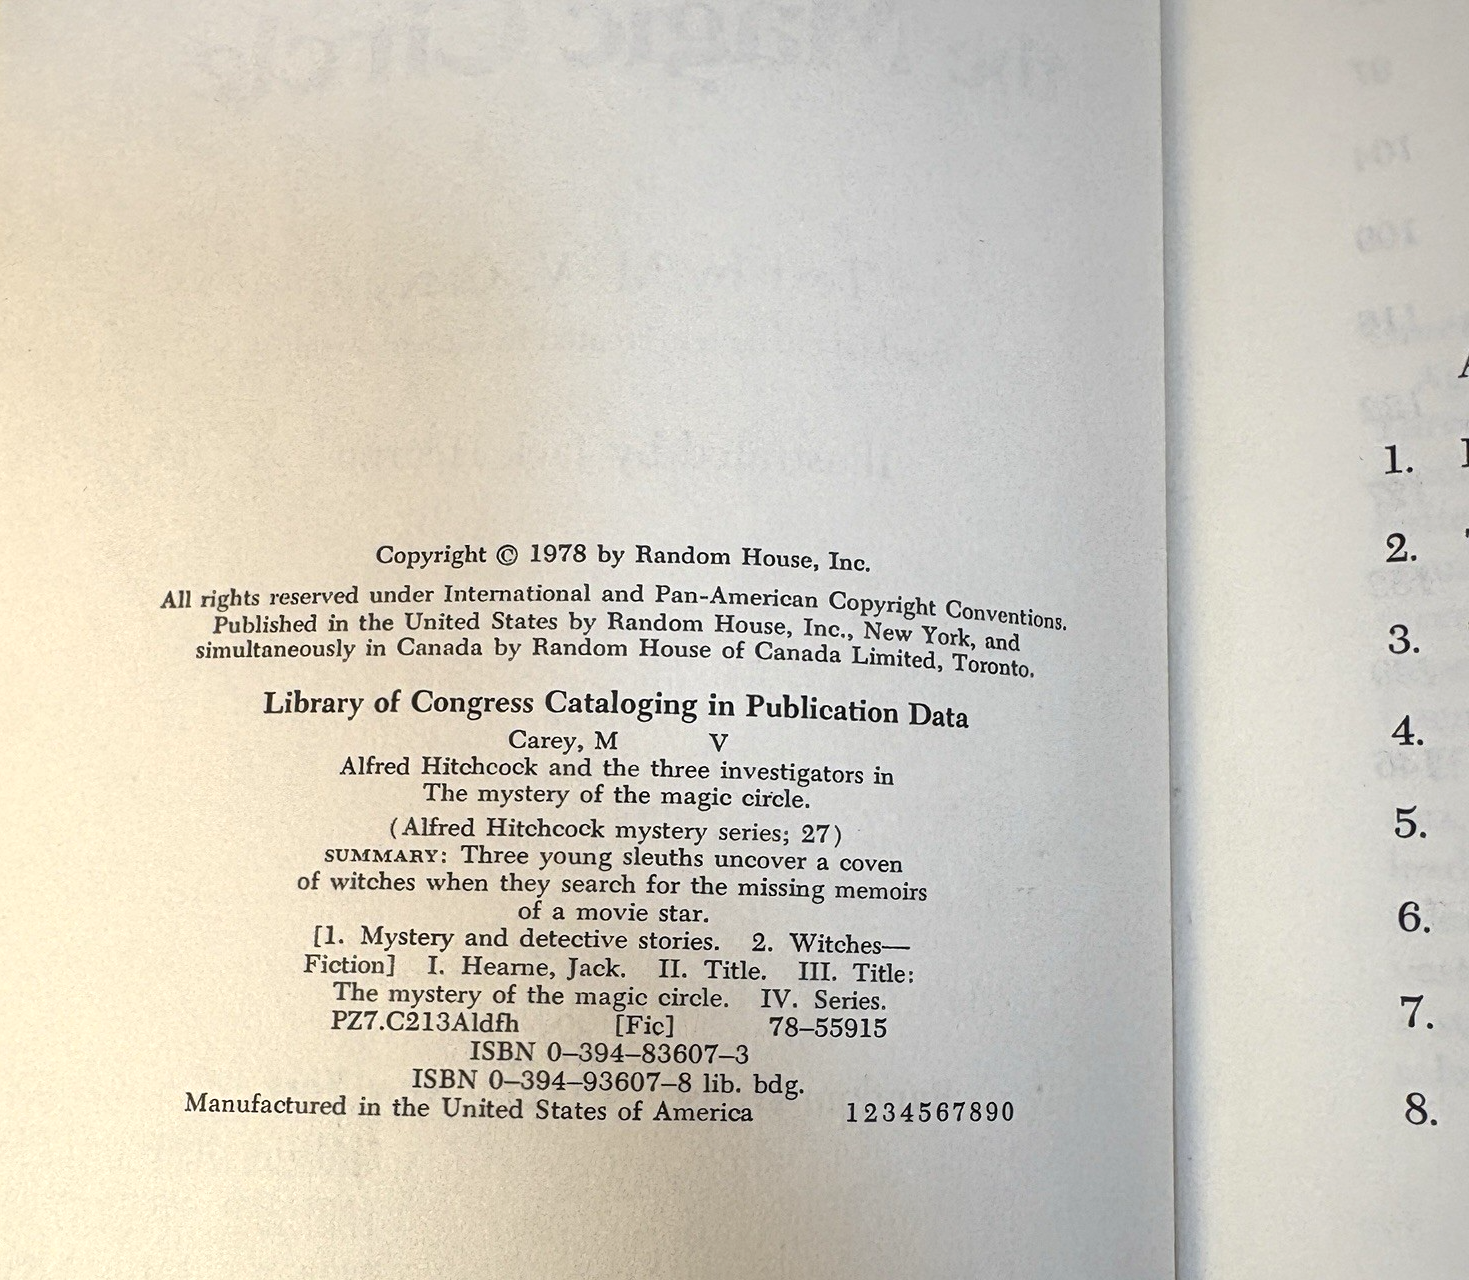 Copyright © 1978 by Random House, Inc.
All rights reserved under International and Pan-American Copyright Conventions.
Published in the United States by Random House, Inc., New York, and
simultaneously in Canada by Random House of Canada Limited, Toronto.
Library of Congress Cataloging in Publication Data
Carey, M V
Alfred Hitchcock and the three investigators in
The mystery of the magic circle.
(Alfred Hitchcock mystery series; 27)
SUMMARY: Three young sleuths uncover a coven
of witches when they search for the missing memoirs
of a movie star.
[1. Mystery and detective stories. 2. Witches—
Fiction] I. Hearne, Jack. II. Title. III. Title:
The mystery of the magic circle. IV. Series.
PZ7.C213Aldfh [Fic] 78–55915
ISBN 0–394–83607–3
ISBN 0–394–93607–8 lib. bdg.
Manufactured in the United States of America 1234567890
1.
2.
3.
4.
5.
6.
7.
8.